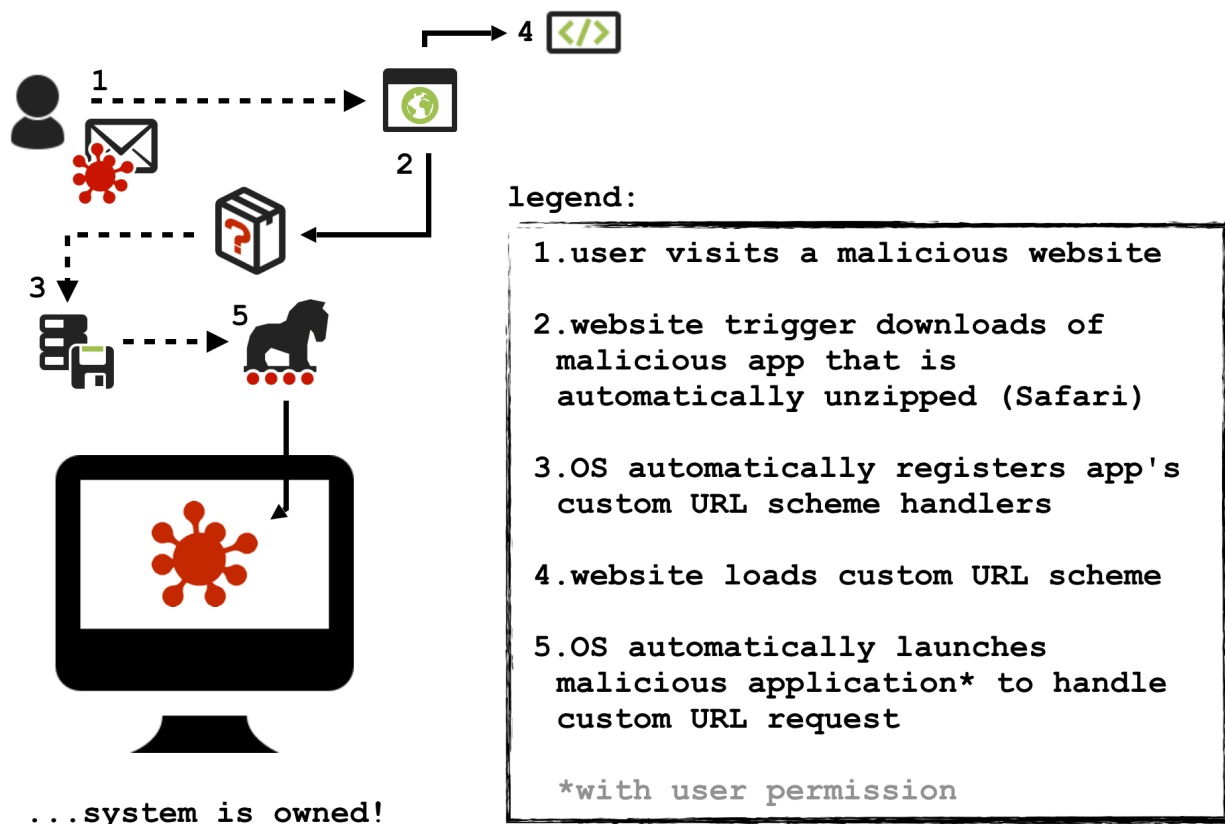 1
4 </>
2
3
5
...system is owned!
legend:
1.user visits a malicious website
2.website trigger downloads of
malicious app that is
automatically unzipped (Safari)
3.OS automatically registers app's
custom URL scheme handlers
4.website loads custom URL scheme
5.OS automatically launches
malicious application* to handle
custom URL request
*with user permission